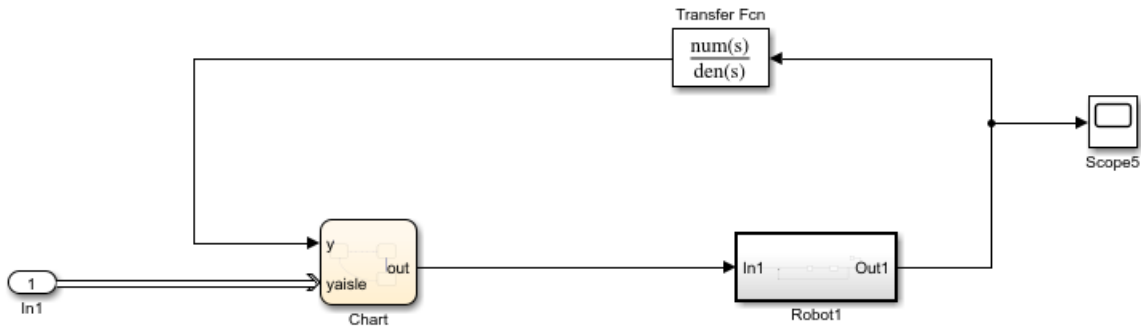 Transfer Fcn
num(s)
den(s)
Scope5
y
out
yaisle
1
In1
Chart
In1
Out1
Robot1